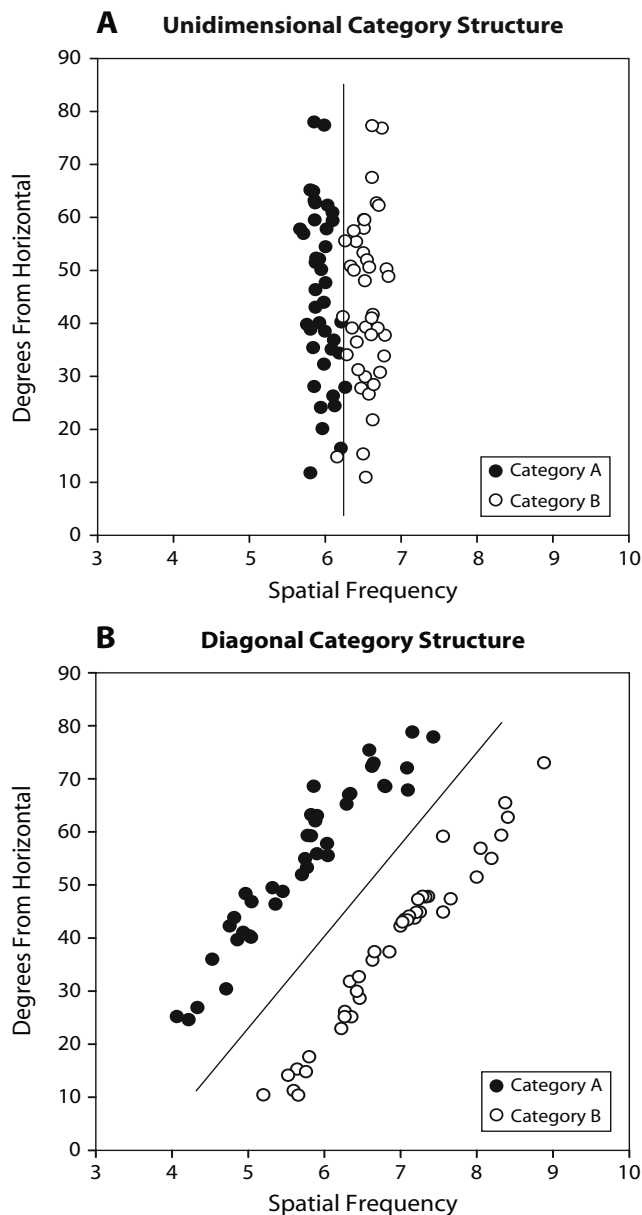 A Unidimensional Category Structure
90
80
70
60
50
40
30
20
10
0
Degrees From Horizontal
Category A
Category B
3 4 5 6 7 8 9 10
Spatial Frequency
B Diagonal Category Structure
90
80
70
60
50
40
30
20
10
0
Degrees From Horizontal
Category A
Category B
3 4 5 6 7 8 9 10
Spatial Frequency